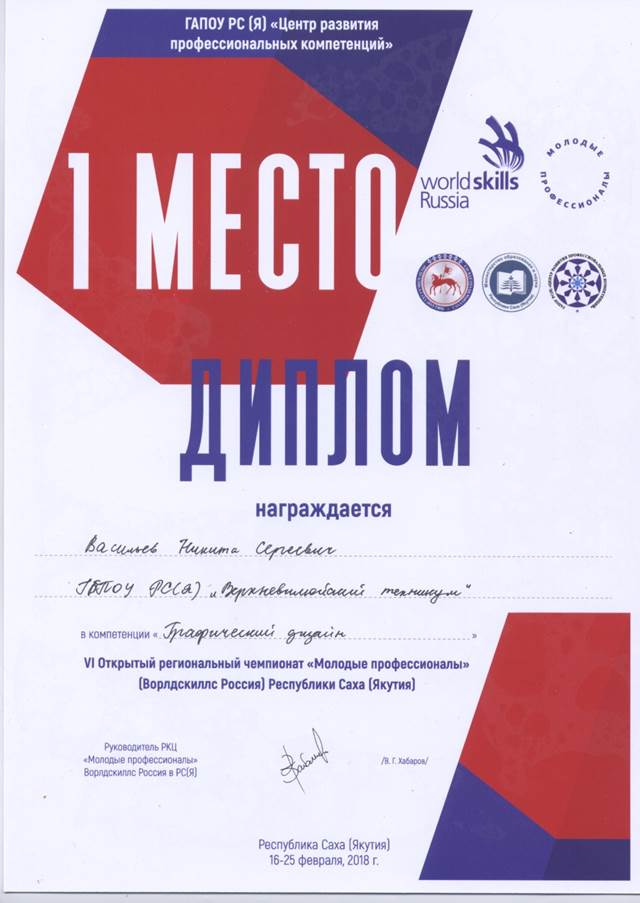 ГАПОУ РС (Я) «Центр развития
профессиональных компетенций»
1 МЕСТО
world skills
Russia
МОЛОДЫЕ
ПРОФЕССИОНАЛЫ
ДИПЛОМ
награждается
Васильев Никита Сергеевич
ГБПОУ РС(Я) „Верхневилюйский техникум"
в компетенции « Графический дизайн »
VI Открытый региональный чемпионат «Молодые профессионалы»
(Ворлдскиллс Россия) Республики Саха (Якутия)
Руководитель РКЦ
«Молодые профессионалы»
Ворлдскиллс Россия в РС(Я)
/В. Г. Хабаров/
Республика Саха (Якутия)
16-25 февраля, 2018 г.